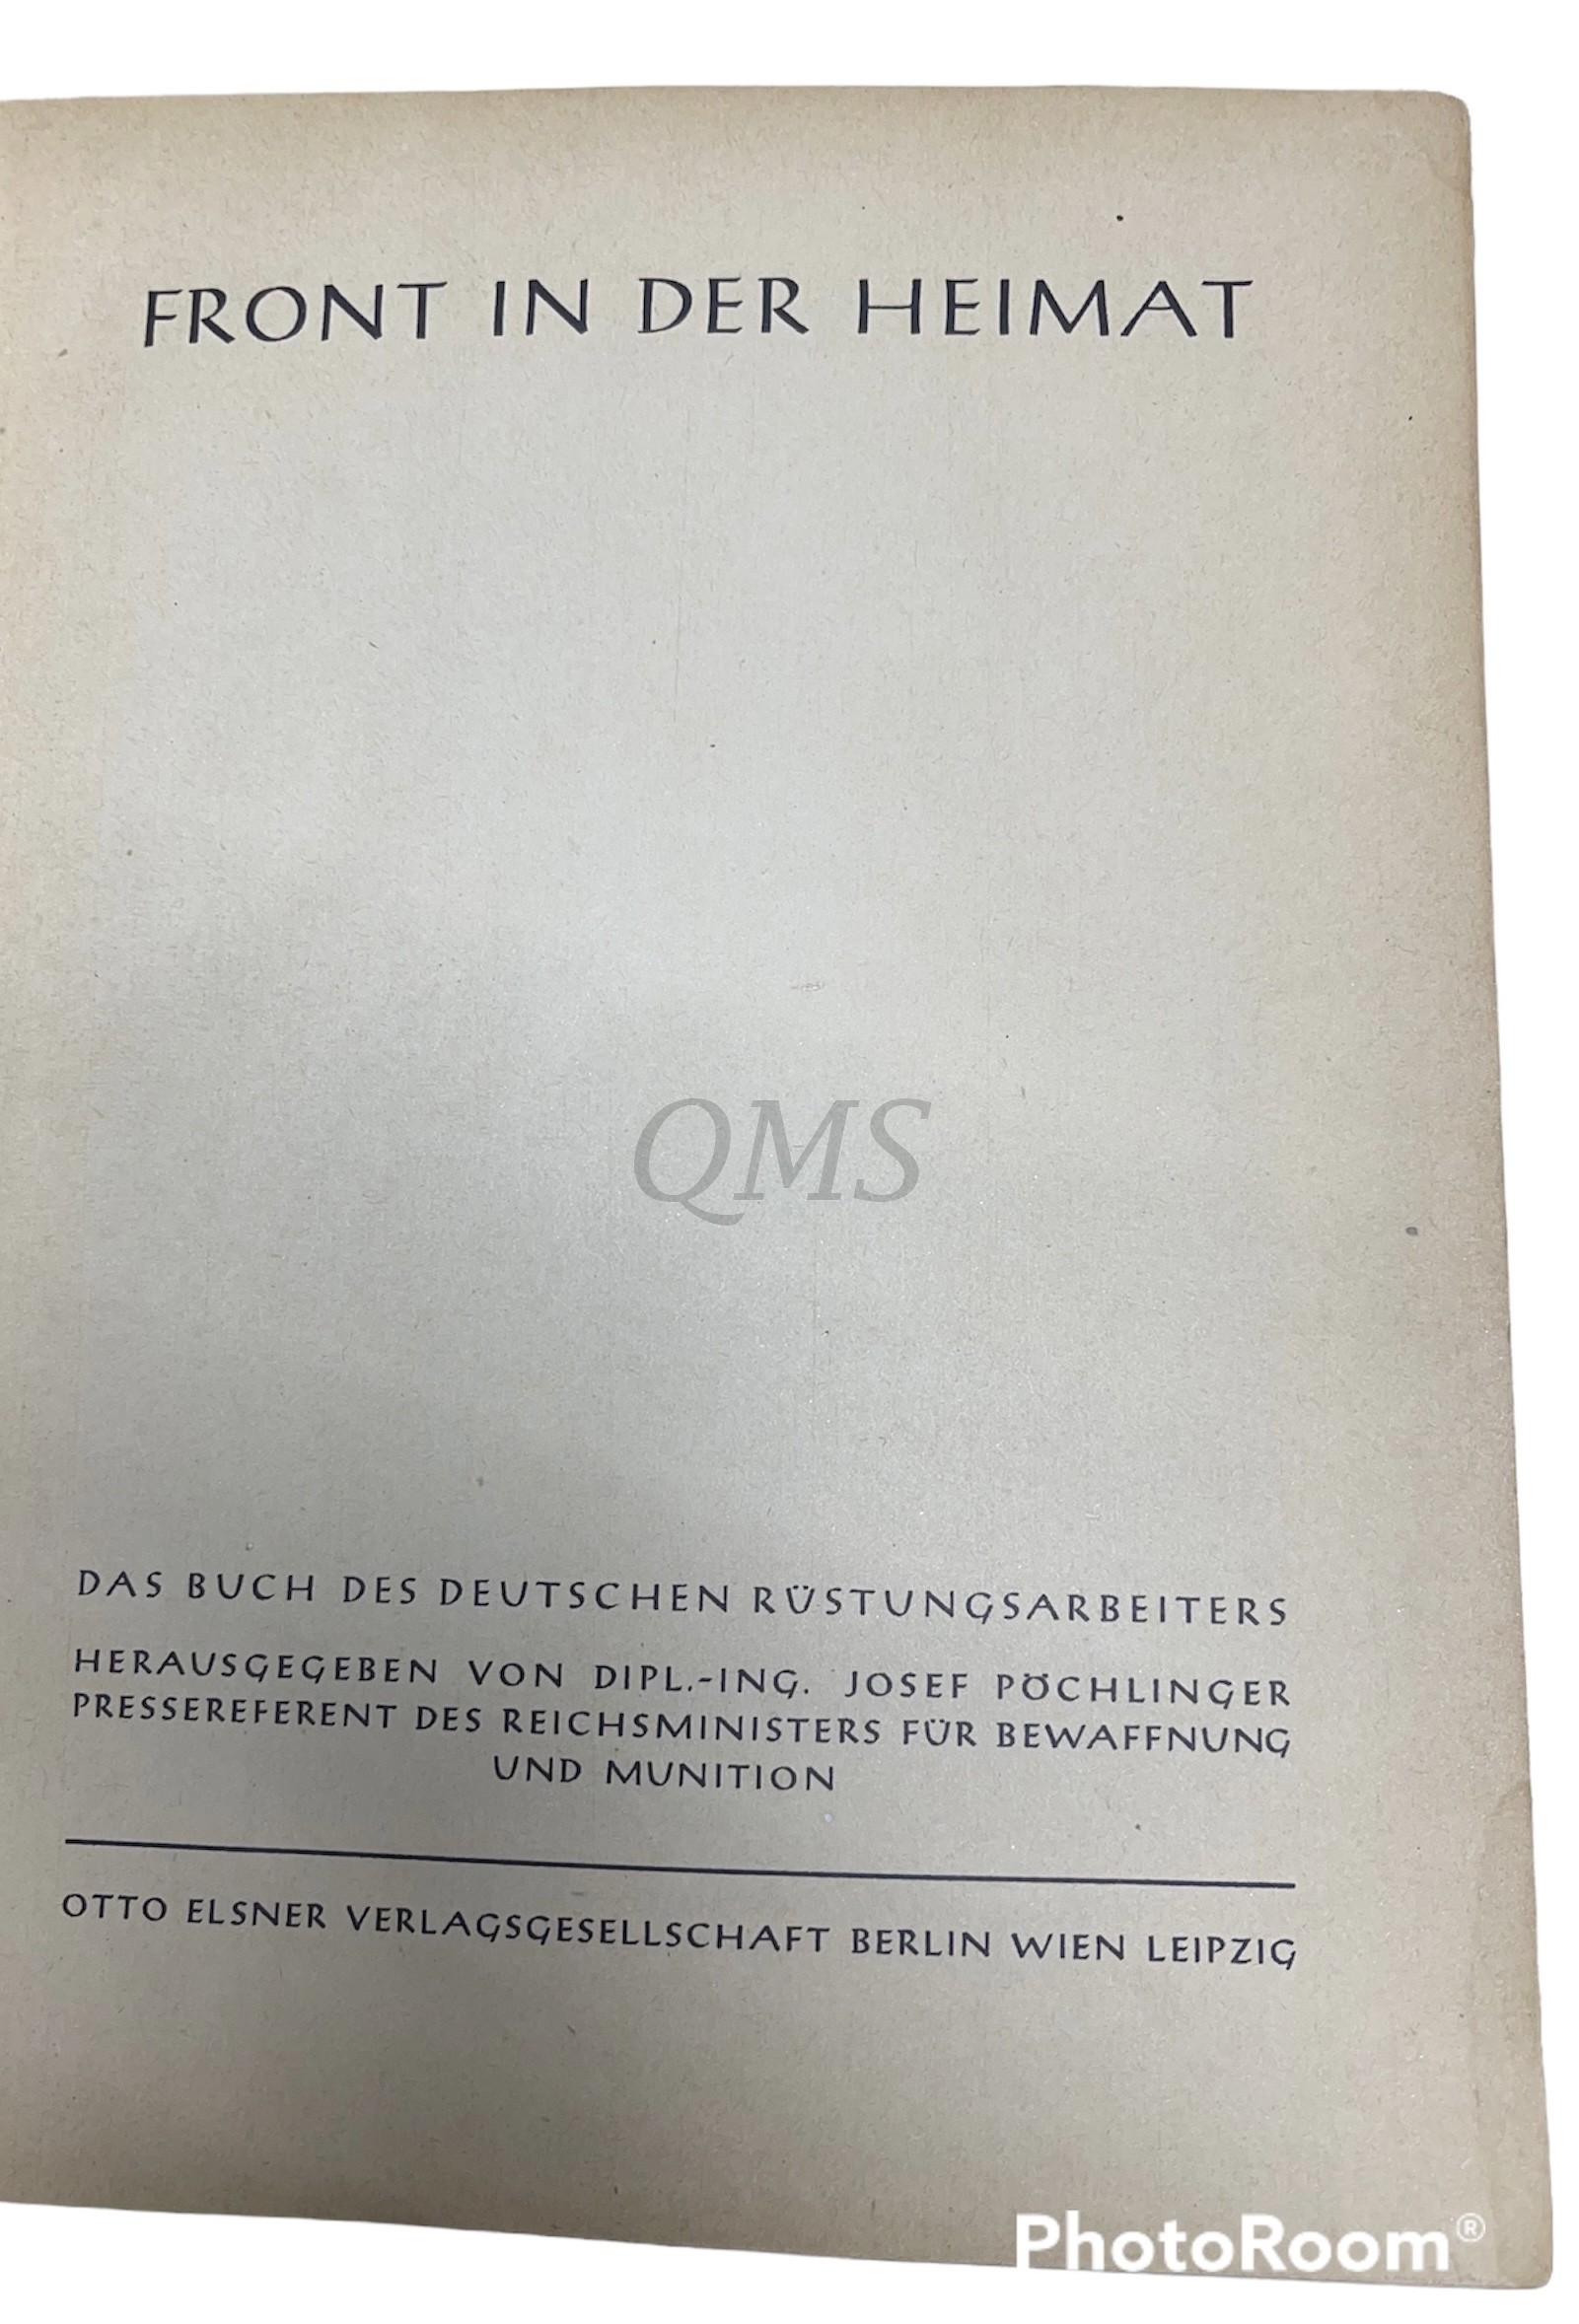 FRONT IN DER HEIMAT
QMS
DAS BUCH DES DEUTSCHEN RÜSTUNGSARBEITERS
HERAUSGEGEBEN VON DIPL.-ING. JOSEF PÖCHLINGER
PRESSEREFERENT DES REICHSMINISTERS FÜR BEWAFFNUNG
UND MUNITION
OTTO ELSNER VERLAGSGESELLSCHAFT BERLIN WIEN LEIPZIG
PhotoRoom®